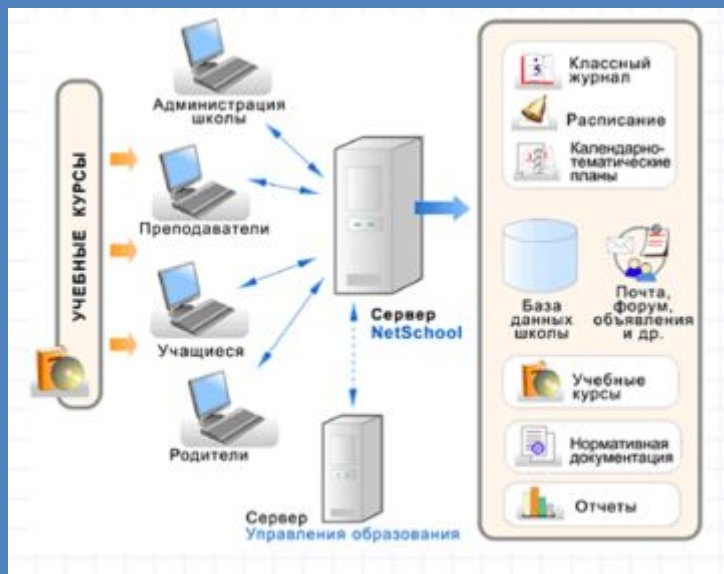 УЧЕБНЫЕ КУРСЫ
Администрация
школы
Преподаватели
Учащиеся
Родители
Сервер
NetSchool
Сервер
Управления образования
5
Классный
журнал
Расписание
Календарно-
тематические
планы
База
данных
школы
Почта,
форум,
объявления
и др.
Учебные
курсы
Нормативная
документация
Отчеты